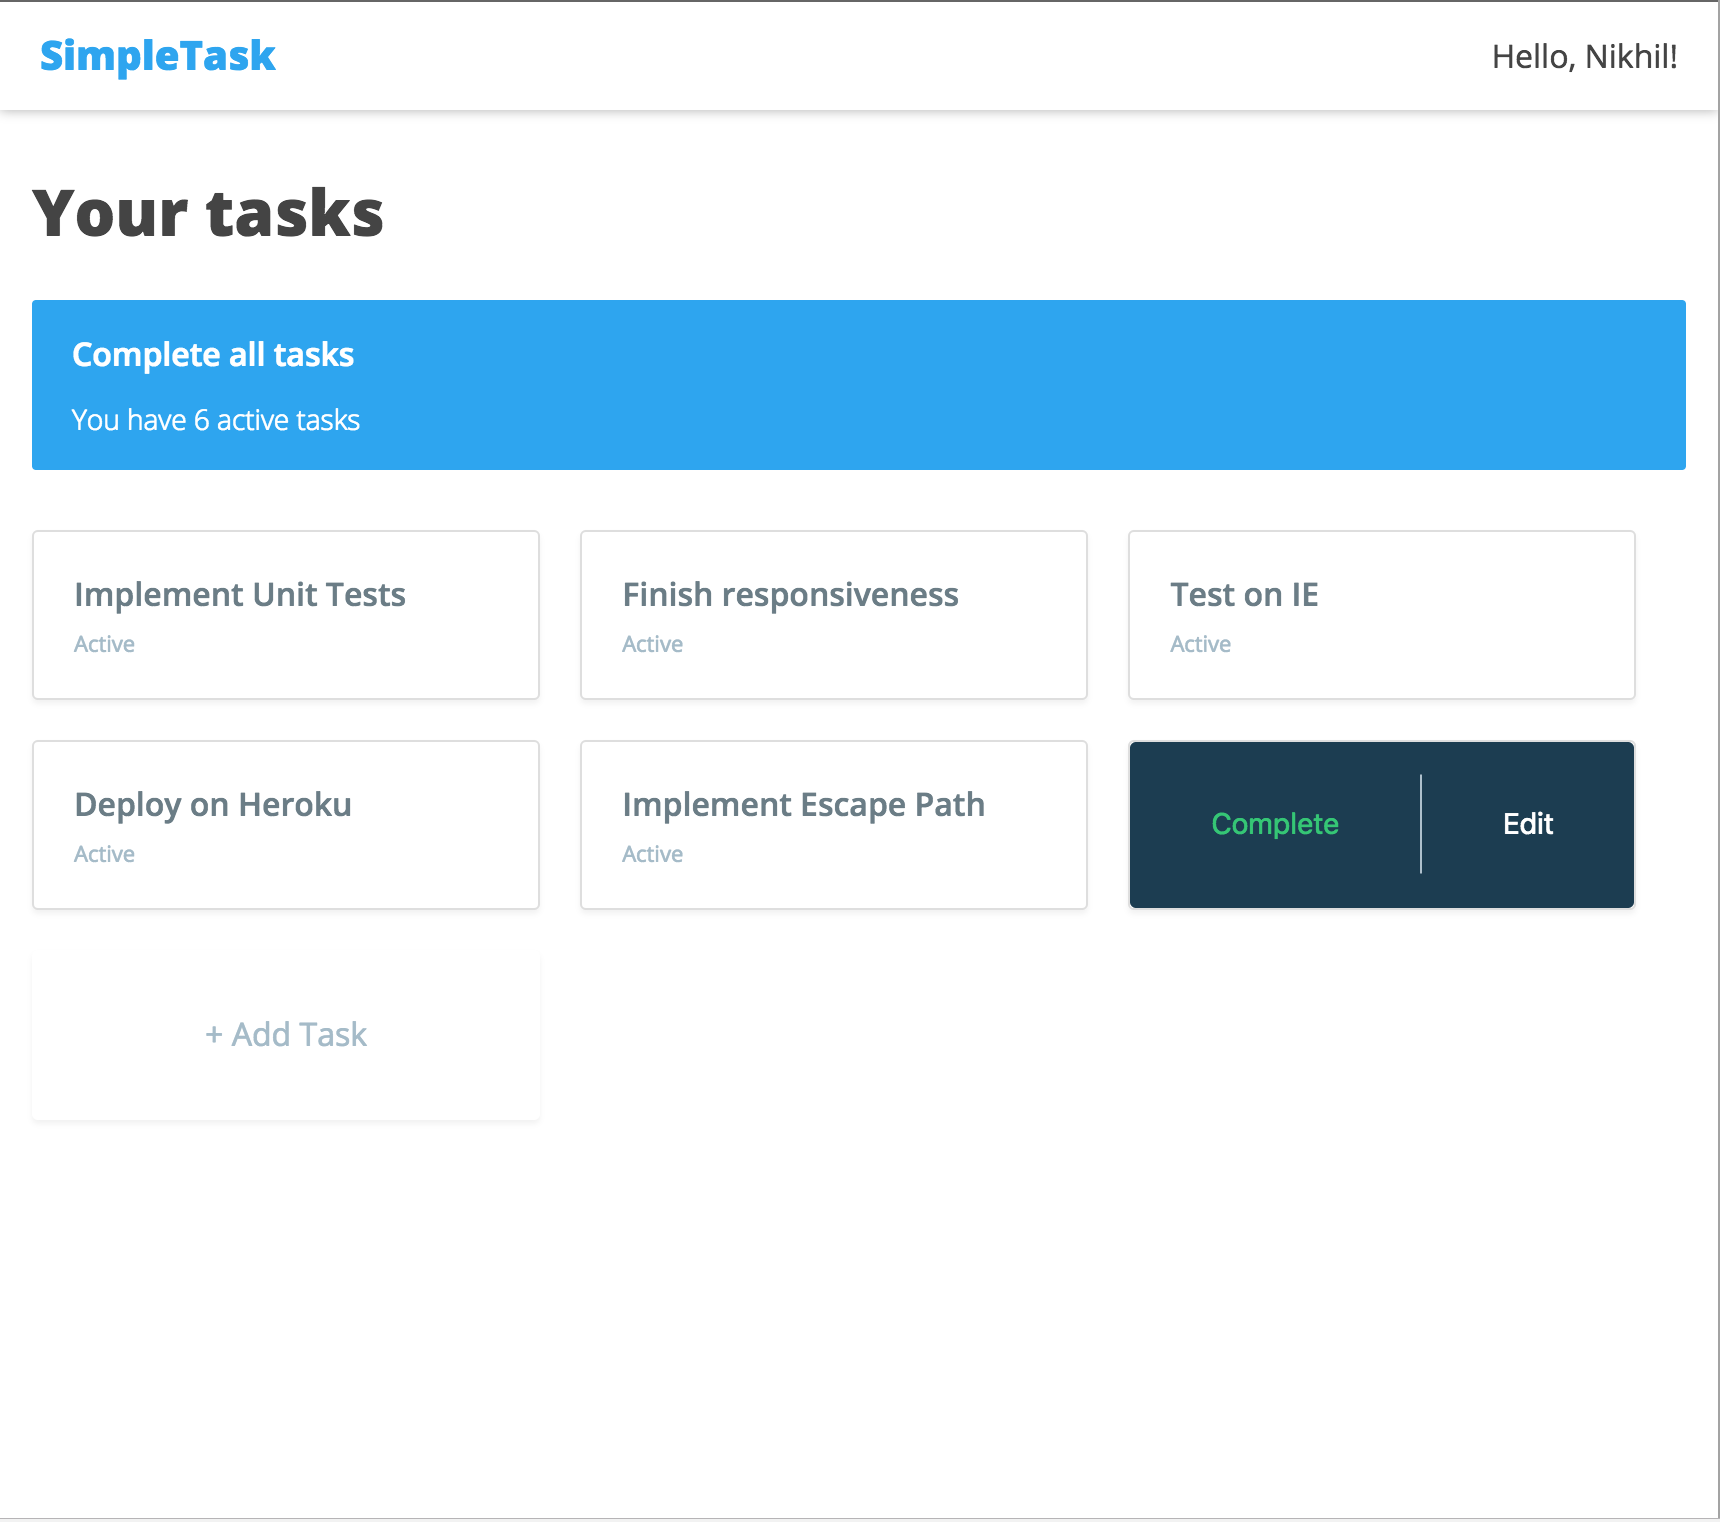 SimpleTask
Hello, Nikhil!
Your tasks
Complete all tasks
You have 6 active tasks
Implement Unit Tests
Active
Finish responsiveness
Active
Test on IE
Active
Deploy on Heroku
Active
Implement Escape Path
Active
Complete
Edit
+ Add Task